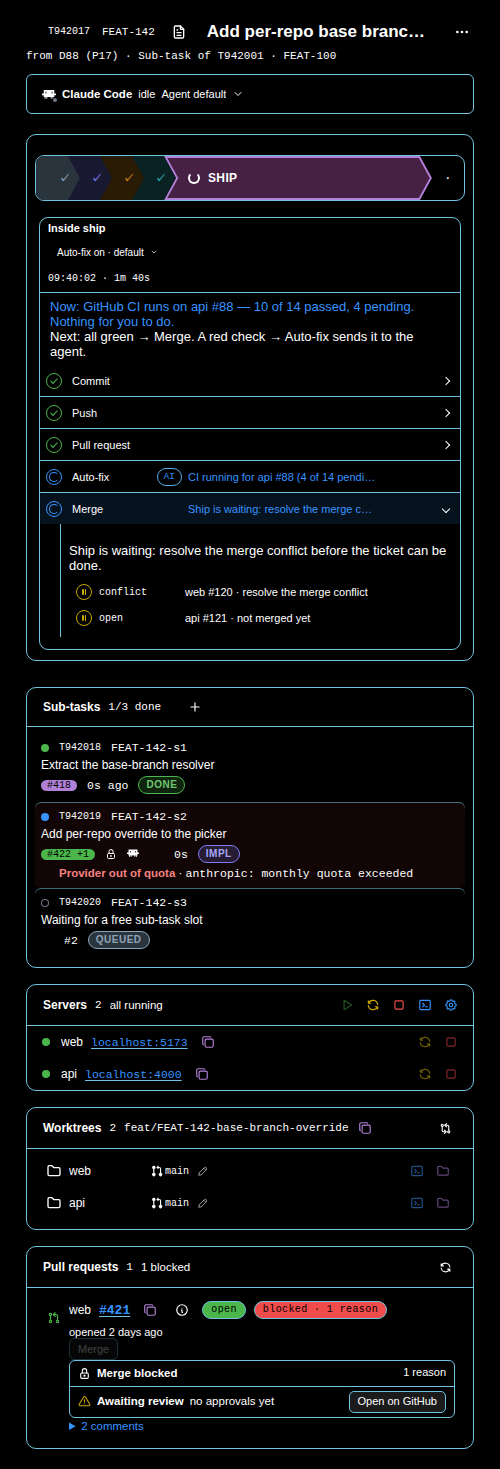 T942017 FEAT-142 Add per-repo base branc…
from D88 (P17) · Sub-task of T942001 · FEAT-100
Claude Code idle Agent default
SHIP
Inside ship
Auto-fix on · default
09:40:02 · 1m 40s
Now: GitHub CI runs on api #88 — 10 of 14 passed, 4 pending.
Nothing for you to do.
Next: all green → Merge. A red check → Auto-fix sends it to the
agent.
Commit
Push
Pull request
Auto-fix AI CI running for api #88 (4 of 14 pendi…
Merge Ship is waiting: resolve the merge c…
Ship is waiting: resolve the merge conflict before the ticket can be
done.
conflict web #120 · resolve the merge conflict
open api #121 · not merged yet
Sub-tasks 1/3 done
T942018 FEAT-142-s1
Extract the base-branch resolver
#418 0s ago DONE
T942019 FEAT-142-s2
Add per-repo override to the picker
#422 +1 0s IMPL
Provider out of quota · anthropic: monthly quota exceeded
T942020 FEAT-142-s3
Waiting for a free sub-task slot
#2 QUEUED
Servers 2 all running
web localhost:5173
api localhost:4000
Worktrees 2 feat/FEAT-142-base-branch-override
web main
api main
Pull requests 1 1 blocked
web #421 open blocked · 1 reason
opened 2 days ago
Merge
Merge blocked 1 reason
Awaiting review no approvals yet Open on GitHub
2 comments